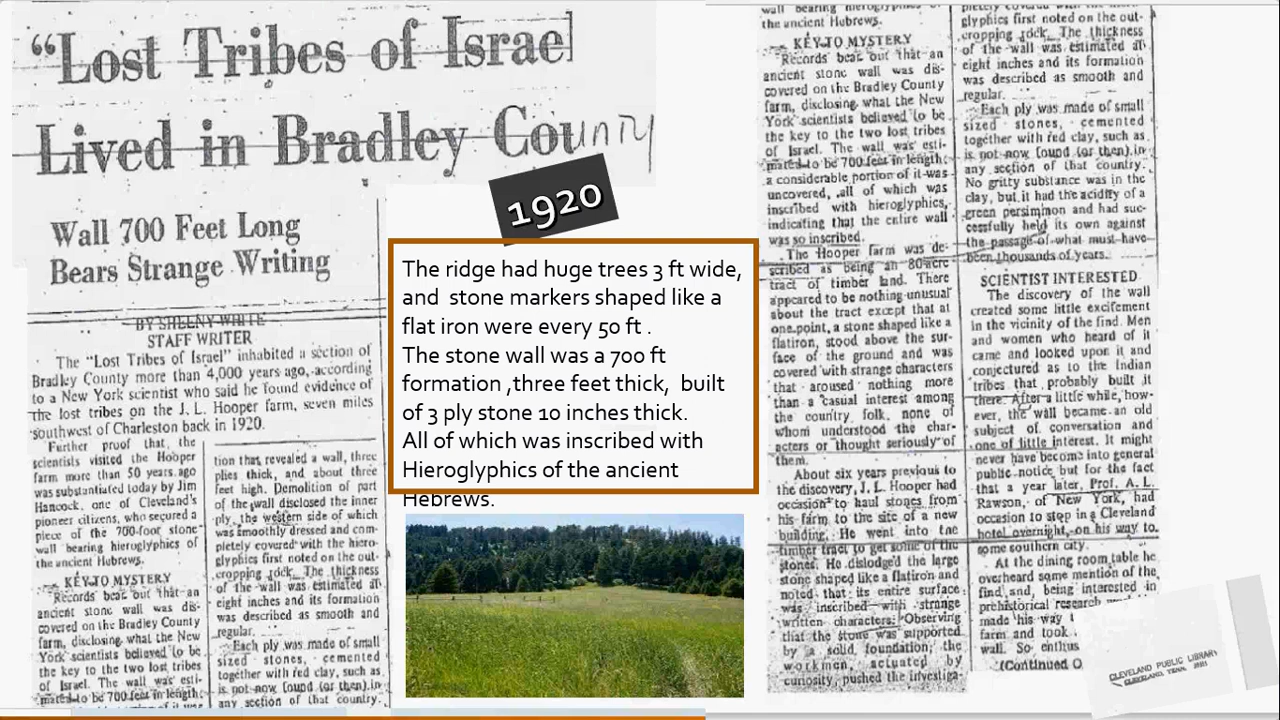 “Lost Tribes of Israel
Lived in Bradley County
Wall 700 Feet Long
Bears Strange Writing
STAFF WRITER
The "Lost Tribes of Israel" inhabited a section of
Bradley County more than 4,000 years ago, according
to a New York scientist who said he found evidence of
the lost tribes on the J. L. Hooper farm, seven miles
southwest of Charleston back in 1920.
Further proof that the
scientists visited the Hooper
farm more than 50 years ago
was substantiated today by Jim
Hancock, one of Cleveland's
pioneer citizens, who secured a
piece of the 700-foot stone
wall bearing hieroglyphics of
the ancient Hebrews.
KEY TO MYSTERY
Records bear out that an
ancient stone wall was dis-
covered on the Bradley County
farm, disclosing what the New
York scientists believed to be
the key to the two lost tribes
of Israel. The wall was esti-
mated to be 700 feet in length;
tion that revealed a wall, three
plies thick, and about three
feet high. Demolition of part
of the wall disclosed the inner
ply, the western side of which
was smoothly dressed and com-
pletely covered with the hiero-
glyphics first noted on the out-
cropping rock. The thickness
of the wall was estimated at
eight inches and its formation
was described as smooth and
regular.
Each ply was made of small
sized stones, cemented
together with red clay, such as
is not now found (or then) in
any section of that country.
1920
The ridge had huge trees 3 ft wide,
and stone markers shaped like a
flat iron were every 50 ft .
The stone wall was a 700 ft
formation ,three feet thick, built
of 3 ply stone 10 inches thick.
All of which was inscribed with
Hieroglyphics of the ancient
Hebrews.
wall bearing hieroglyphics of
the ancient Hebrews.
KEY TO MYSTERY
Records bear out that an
ancient stone wall was dis-
covered on the Bradley County
farm, disclosing what the New
York scientists believed to be
the key to the two lost tribes
of Israel. The wall was esti-
mated to be 700 feet in length;
a considerable portion of it was
uncovered, all of which was
inscribed with hieroglyphics,
indicating that the entire wall
was so inscribed.
The Hooper farm was de-
scribed as being an 80-acre
tract of timber land. There
appeared to be nothing unusual
about the tract except that at
one point, a stone shaped like a
flatiron, stood above the sur-
face of the ground and was
covered with strange characters
that aroused nothing more
than a casual interest among
the country folk, none of
whom understood the char-
acters or thought seriously of
them.
About six years previous to
the discovery, J. L. Hooper had
occasion to haul stones from
his farm to the site of a new
building. He went into the
timber tract to get some of the
stones. He dislodged the large
stone shaped like a flatiron and
noted that its entire surface
was inscribed with strange
written characters. Observing
that the stone was supported
by a solid foundation, the
workmen, actuated by
curiosity, pushed the investiga-
pletely covered with the hiero-
glyphics first noted on the out-
cropping rock. The thickness
of the wall was estimated at
eight inches and its formation
was described as smooth and
regular.
Each ply was made of small
sized stones, cemented
together with red clay, such as
is not now found (or then) in
any section of that country.
No gritty substance was in the
clay, but it had the acidity of a
green persimmon and had suc-
cessfully held its own against
the passage of what must have
been thousands of years.
SCIENTIST INTERESTED
The discovery of the wall
created some little excitement
in the vicinity of the find. Men
and women who heard of it
came and looked upon it and
conjectured as to the Indian
tribes that probably built it
there. After a little while, how-
ever, the wall became an old
subject of conversation and
one of little interest. It might
never have become into general
public notice but for the fact
that a year later, Prof. A. L.
Rawson, of New York, had
occasion to stop in a Cleveland
hotel overnight, on his way to
some southern city.
At the dining room table he
overheard some mention of the
find and, being interested in
prehistorical research
made his way
farm and took
wall. So enthus
(Continued O
CLEVELAND PUBLIC LIBRARY
CLEVELAND, TENN.